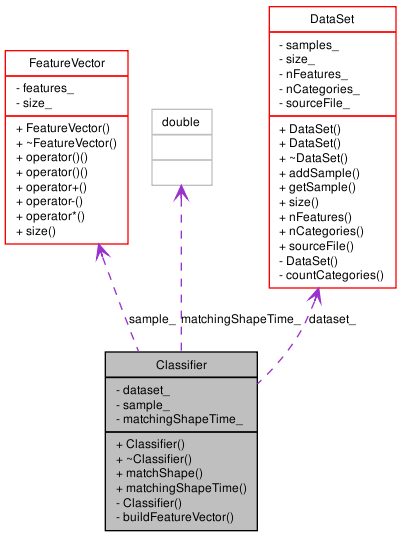 FeatureVector
- features_
- size_
+ FeatureVector()
+ ~FeatureVector()
+ operator()()
+ operator()()
+ operator+()
+ operator-()
+ operator*()
+ size()
double
DataSet
- samples_
- size_
- nFeatures_
- nCategories_
- sourceFile_
+ DataSet()
+ DataSet()
+ ~DataSet()
+ addSample()
+ getSample()
+ size()
+ nFeatures()
+ nCategories()
+ sourceFile()
- DataSet()
- countCategories()
sample_
matchingShapeTime_
dataset_
Classifier
- dataset_
- sample_
- matchingShapeTime_
+ Classifier()
+ ~Classifier()
+ matchShape()
+ matchingShapeTime()
- Classifier()
- buildFeatureVector()